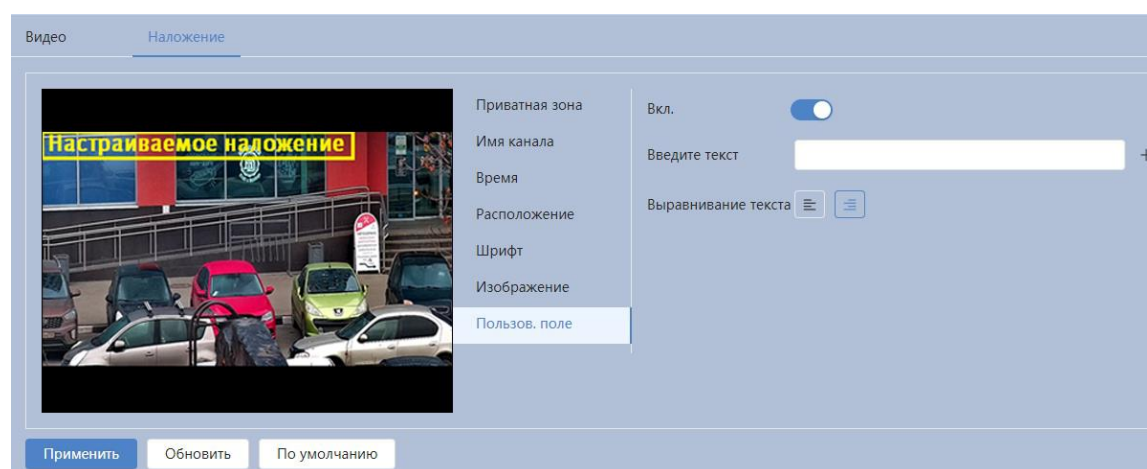 Видео
Наложение
Настраиваемое наложение
Приватная зона
Имя канала
Время
Расположение
Шрифт
Изображение
Пользов. поле
Вкл.
Введите текст
+
Выравнивание текста
Применить
Обновить
По умолчанию